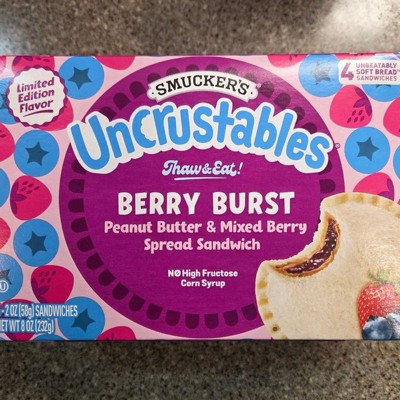 Limited
Edition
Flavor
SMUCKER'S
4 UNBEATABLY
SOFT BREAD
SANDWICHES
UNCRUSTABLES
Thaw & Eat!
BERRY BURST
Peanut Butter & Mixed Berry
Spread Sandwich
NO High Fructose
Corn Syrup
U
-2 OZ (58g) SANDWICHES
NET WT 8 OZ (232g)